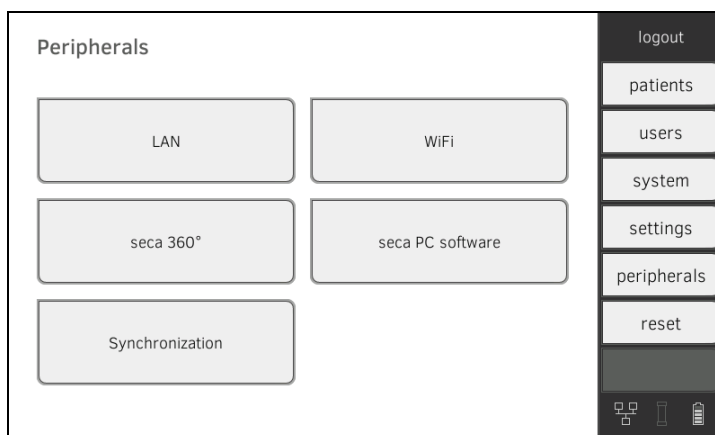 Peripherals
LAN
WiFi
seca 360°
seca PC software
Synchronization
logout
patients
users
system
settings
peripherals
reset